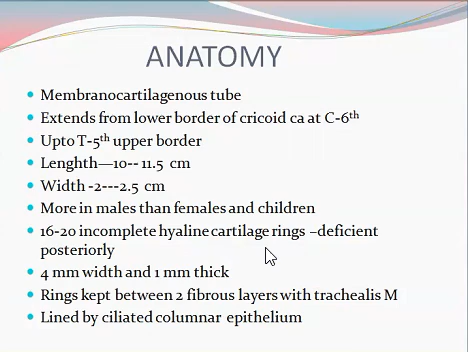 ANATOMY
Membranocartilagenous tube
Extends from lower border of cricoid ca at C-6th
Upto T-5th upper border
Lenghth—10-- 11.5 cm
Width -2---2.5 cm
More in males than females and children
16-20 incomplete hyaline cartilage rings –deficient
posteriorly
4 mm width and 1 mm thick
Rings kept between 2 fibrous layers with trachealis M
Lined by ciliated columnar epithelium